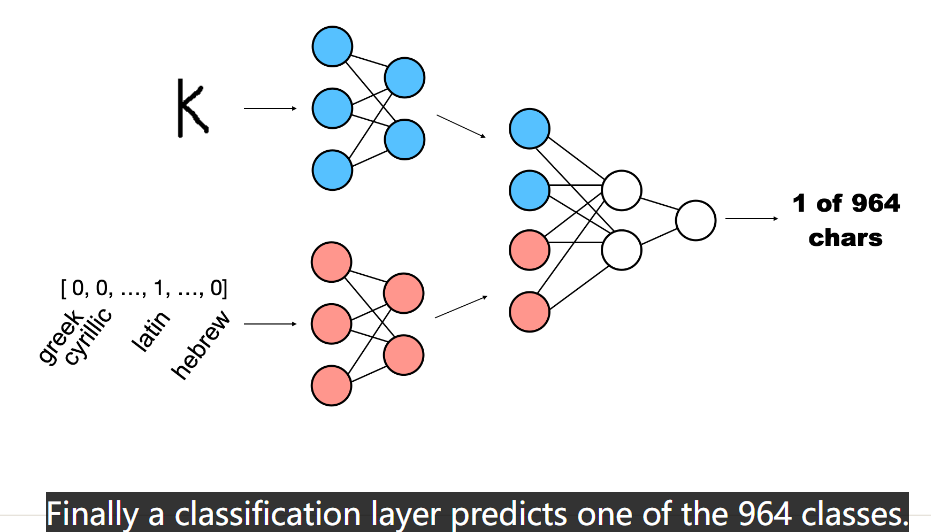 K
[ 0, 0, ..., 1, ..., 0]
greek
cyrillic
latin
hebrew
1 of 964
chars
Finally a classification layer predicts one of the 964 classes.